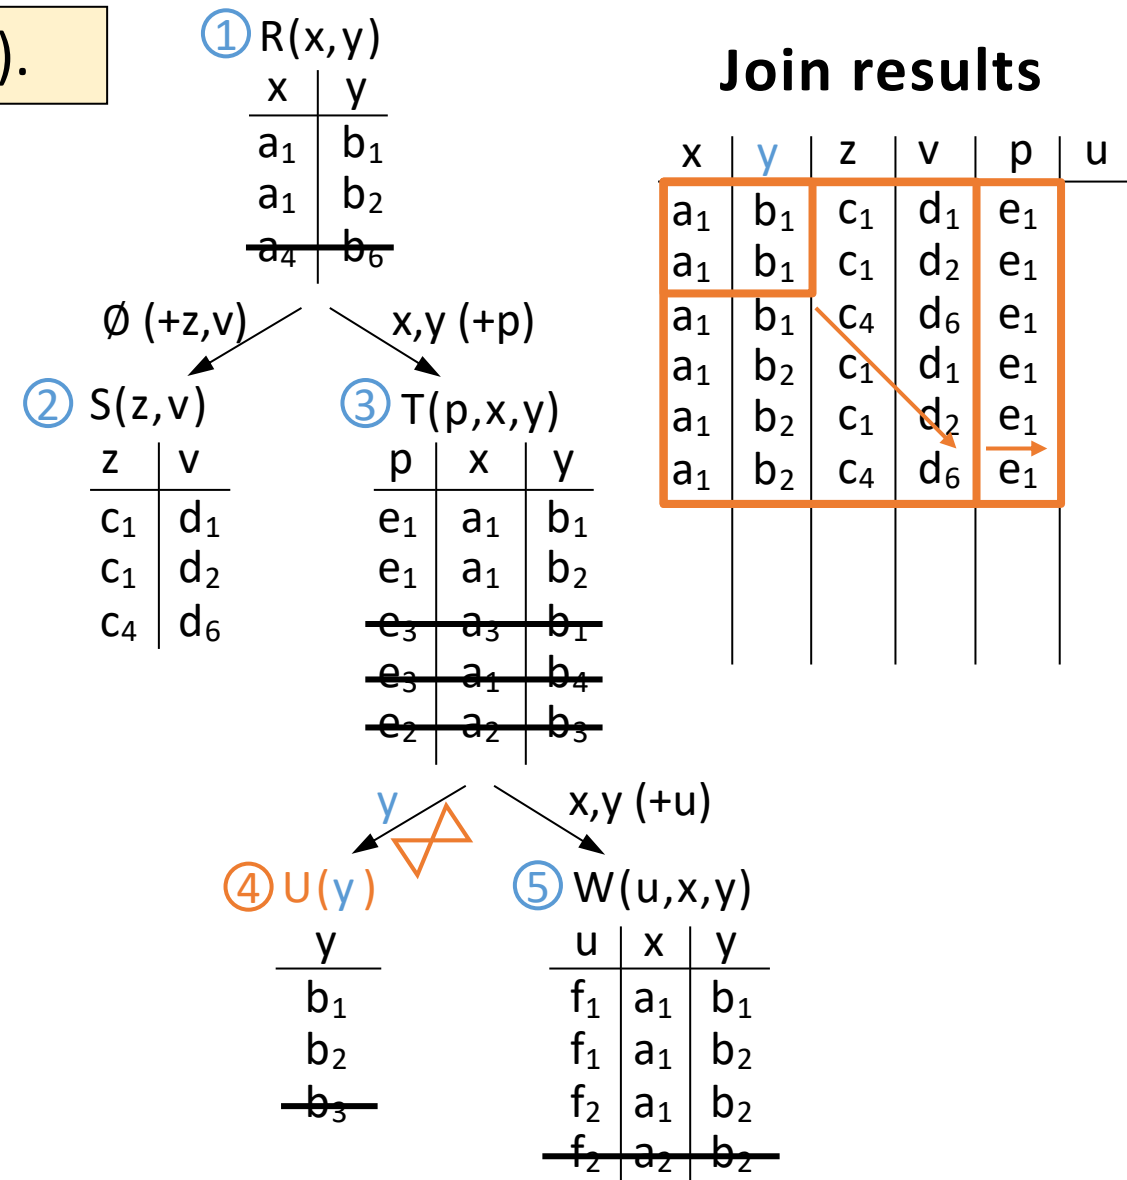 ).
① R(x,y)
x y
a₁ b₁
a₁ b₂
a₄ b₆
Ø (+z,v)
x,y (+p)
② S(z,v)
z v
c₁ d₁
c₁ d₂
c₄ d₆
③ T(p,x,y)
p x y
e₁ a₁ b₁
e₁ a₁ b₂
e₃ a₃ b₁
e₃ a₁ b₄
e₂ a₂ b₃
y
x,y (+u)
④ U(y)
y
b₁
b₂
b₃
⑤ W(u,x,y)
u x y
f₁ a₁ b₁
f₁ a₁ b₂
f₂ a₁ b₂
f₂ a₂ b₂
Join results
x y z v p u
a₁ b₁ c₁ d₁ e₁
a₁ b₁ c₁ d₂ e₁
a₁ b₁ c₄ d₆ e₁
a₁ b₂ c₁ d₁ e₁
a₁ b₂ c₁ d₂ e₁
a₁ b₂ c₄ d₆ e₁